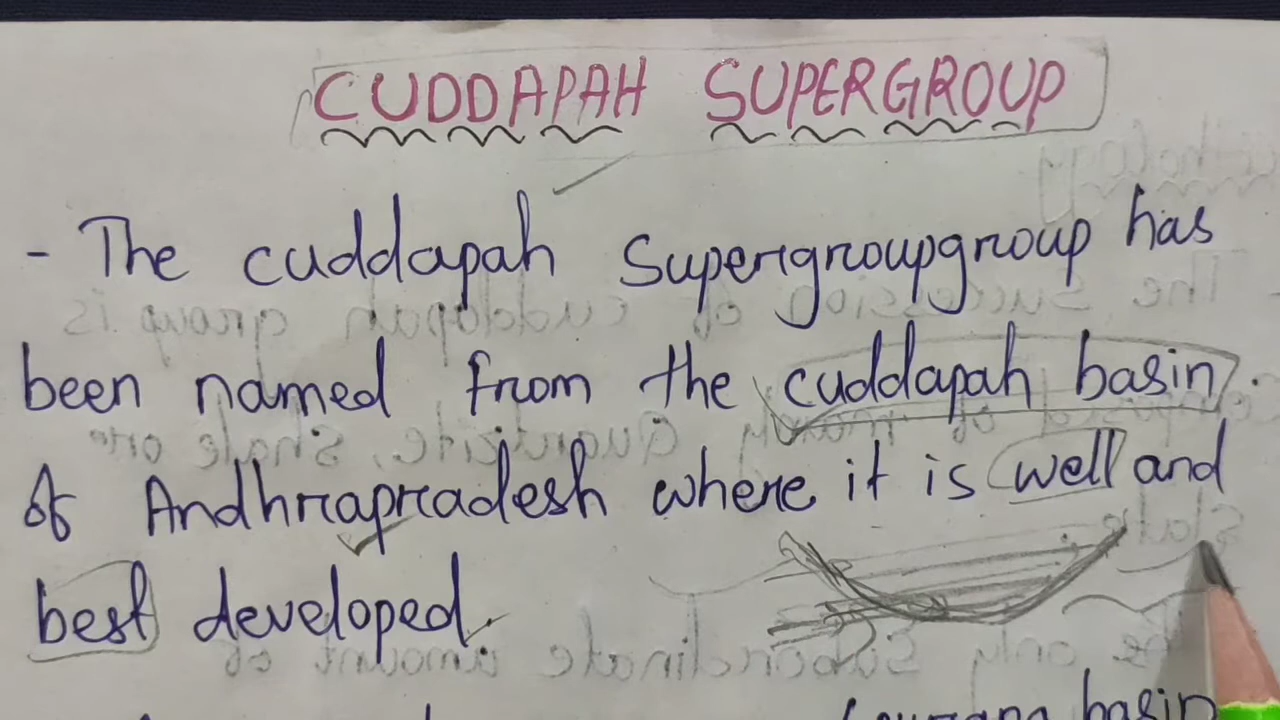 CUDDAPAH SUPERGROUP
- The cuddapah Supergroupgroup has
been named from the cuddapah basin
of Andhrapradesh where it is well and
best developed.
basin